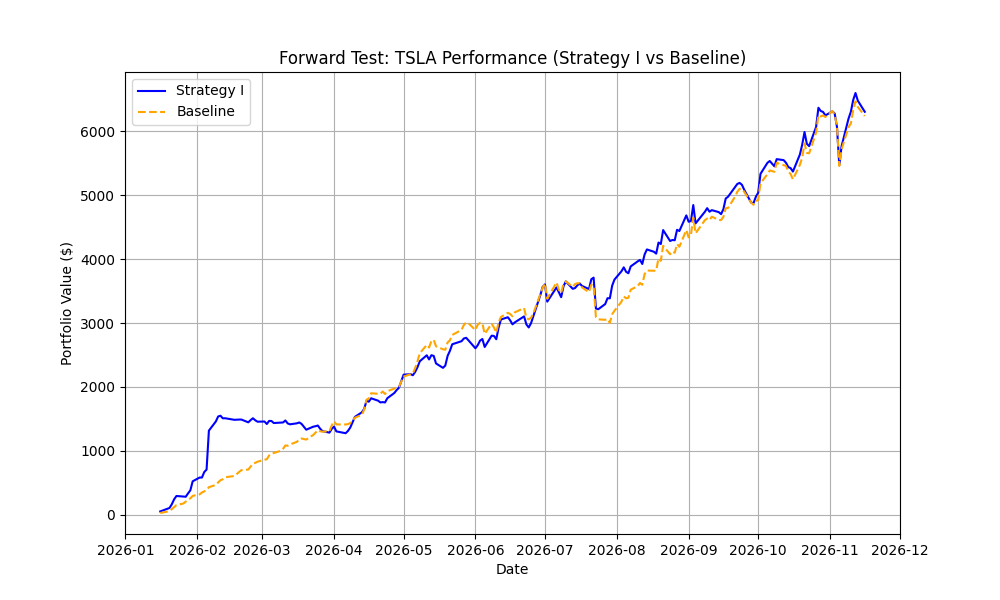 Forward Test: TSLA Performance (Strategy I vs Baseline)
Strategy I
Baseline
Portfolio Value ($)
6000
5000
4000
3000
2000
1000
0
2026-01 2026-02 2026-03 2026-04 2026-05 2026-06 2026-07 2026-08 2026-09 2026-10 2026-11 2026-12
Date